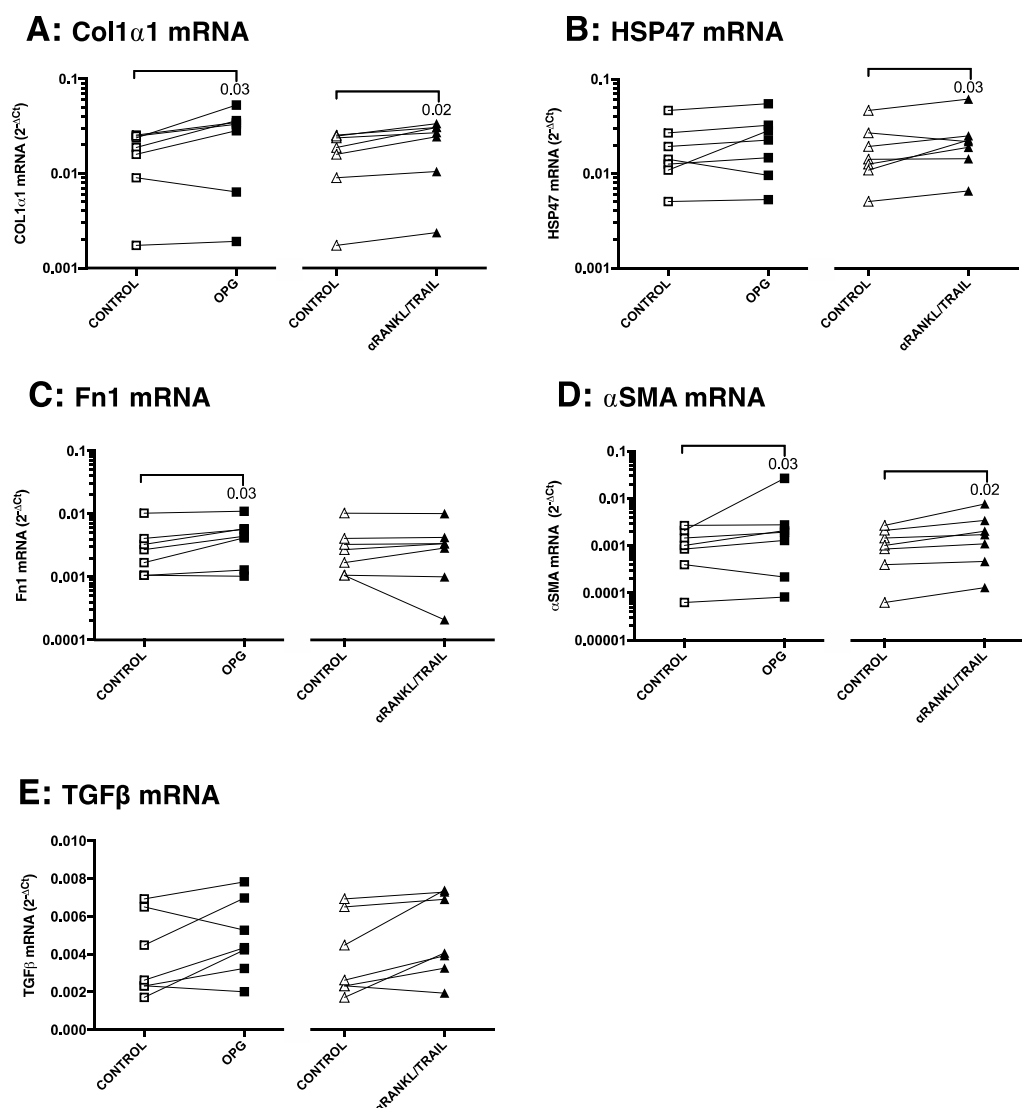 A: Col1α1 mRNA
COL1α1 mRNA (2-ΔCt)
0.1
0.01
0.001
0.03
0.02
CONTROL
OPG
CONTROL
αRANKL/TRAIL
B: HSP47 mRNA
HSP47 mRNA (2-ΔCt)
0.1
0.01
0.001
0.03
CONTROL
OPG
CONTROL
αRANKL/TRAIL
C: Fn1 mRNA
Fn1 mRNA (2-ΔCt)
0.1
0.01
0.001
0.0001
0.03
CONTROL
OPG
CONTROL
αRANKL/TRAIL
D: αSMA mRNA
αSMA mRNA (2-ΔCt)
0.1
0.01
0.001
0.0001
0.00001
0.03
0.02
CONTROL
OPG
CONTROL
αRANKL/TRAIL
E: TGFβ mRNA
TGFβ mRNA (2-ΔCt)
0.010
0.008
0.006
0.004
0.002
0.000
CONTROL
OPG
CONTROL
αRANKL/TRAIL